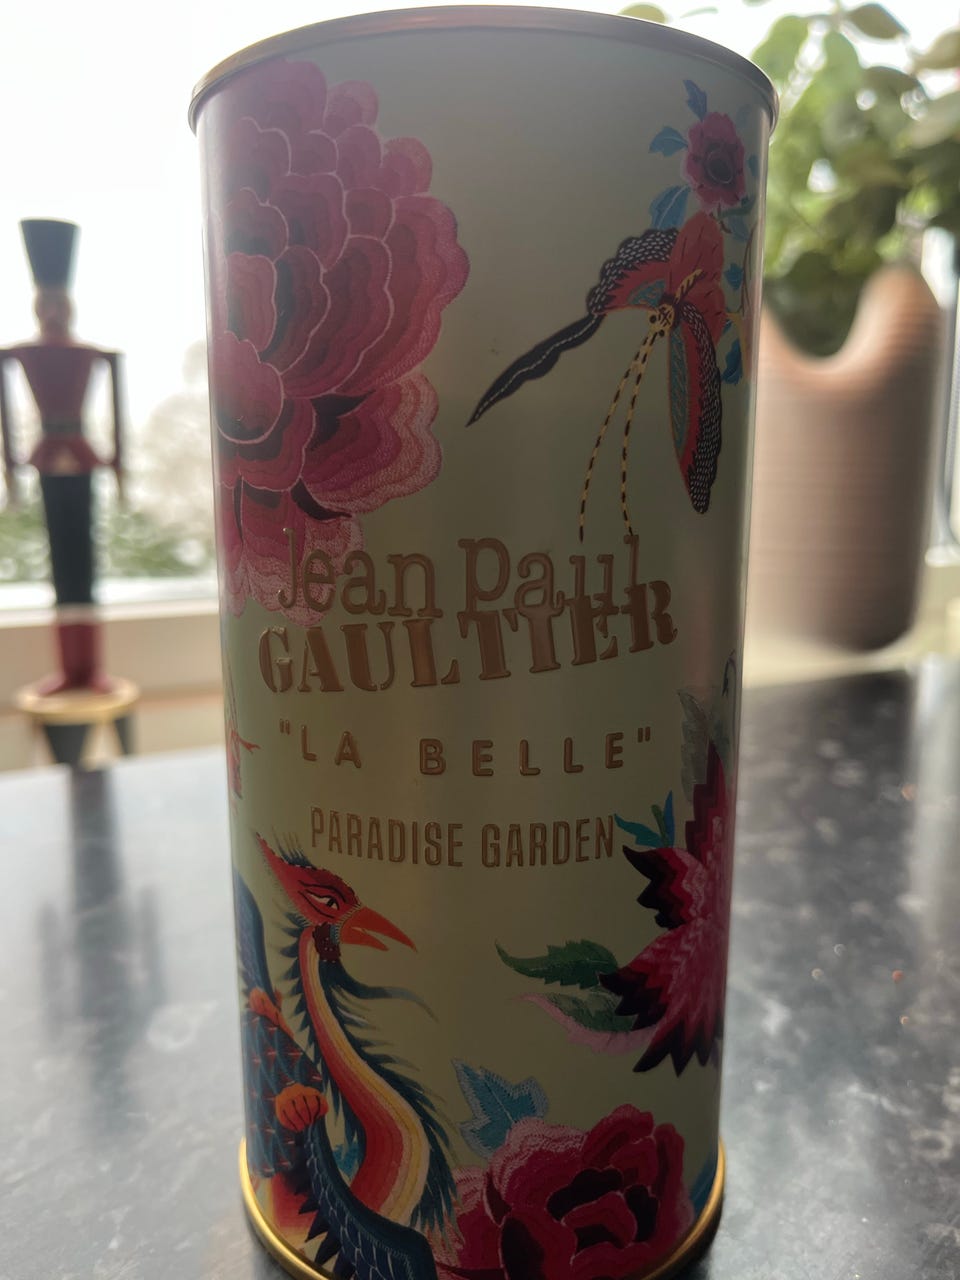 Jean Paul
GAULTIER
"LA BELLE"
PARADISE GARDEN